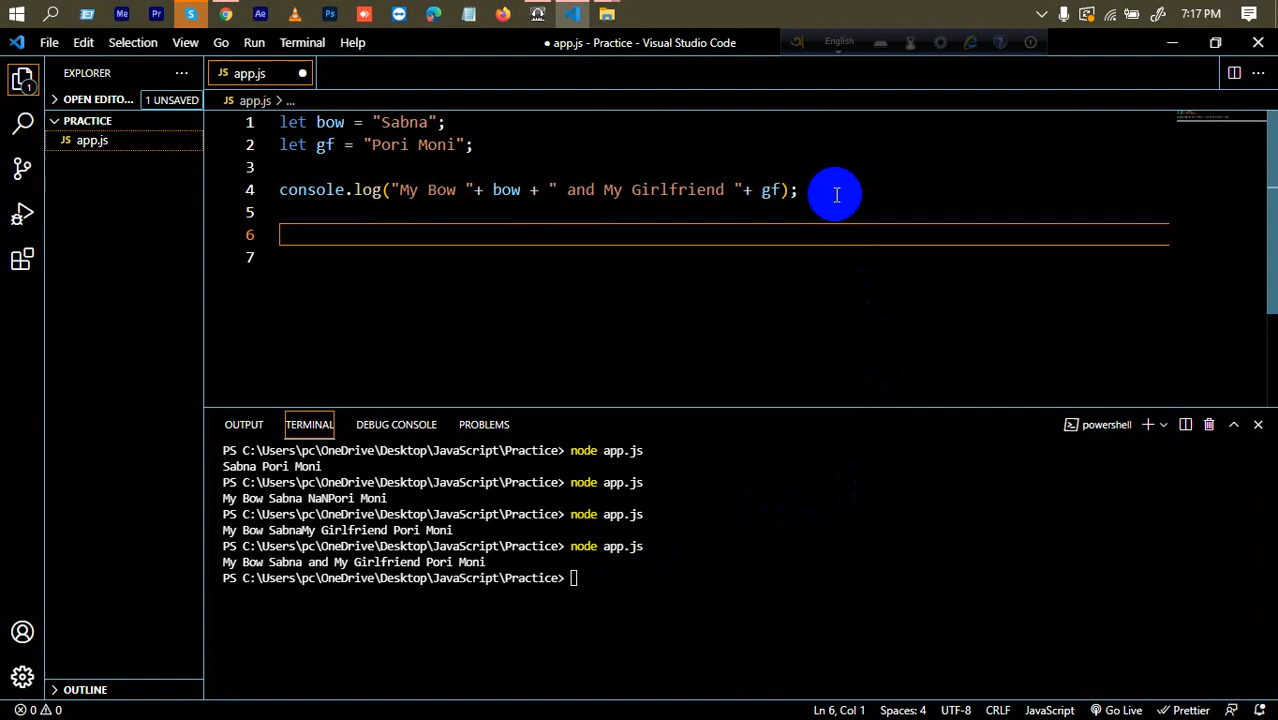 7:17 PM
File Edit Selection View Go Run Terminal Help
● app.js - Practice - Visual Studio Code
English
EXPLORER
app.js
OPEN EDITO... 1 UNSAVED
app.js > ...
PRACTICE
JS app.js
1 let bow = "Sabna";
2 let gf = "Pori Moni";
3
4 console.log("My Bow "+ bow + " and My Girlfriend "+ gf);
5
6
7
OUTPUT TERMINAL DEBUG CONSOLE PROBLEMS
powershell
PS C:\Users\pc\OneDrive\Desktop\JavaScript\Practice> node app.js
Sabna Pori Moni
PS C:\Users\pc\OneDrive\Desktop\JavaScript\Practice> node app.js
My Bow Sabna NaNPori Moni
PS C:\Users\pc\OneDrive\Desktop\JavaScript\Practice> node app.js
My Bow SabnaMy Girlfriend Pori Moni
PS C:\Users\pc\OneDrive\Desktop\JavaScript\Practice> node app.js
My Bow Sabna and My Girlfriend Pori Moni
PS C:\Users\pc\OneDrive\Desktop\JavaScript\Practice>
OUTLINE
0 0 Ln 6, Col 1 Spaces: 4 UTF-8 CRLF JavaScript Go Live Prettier